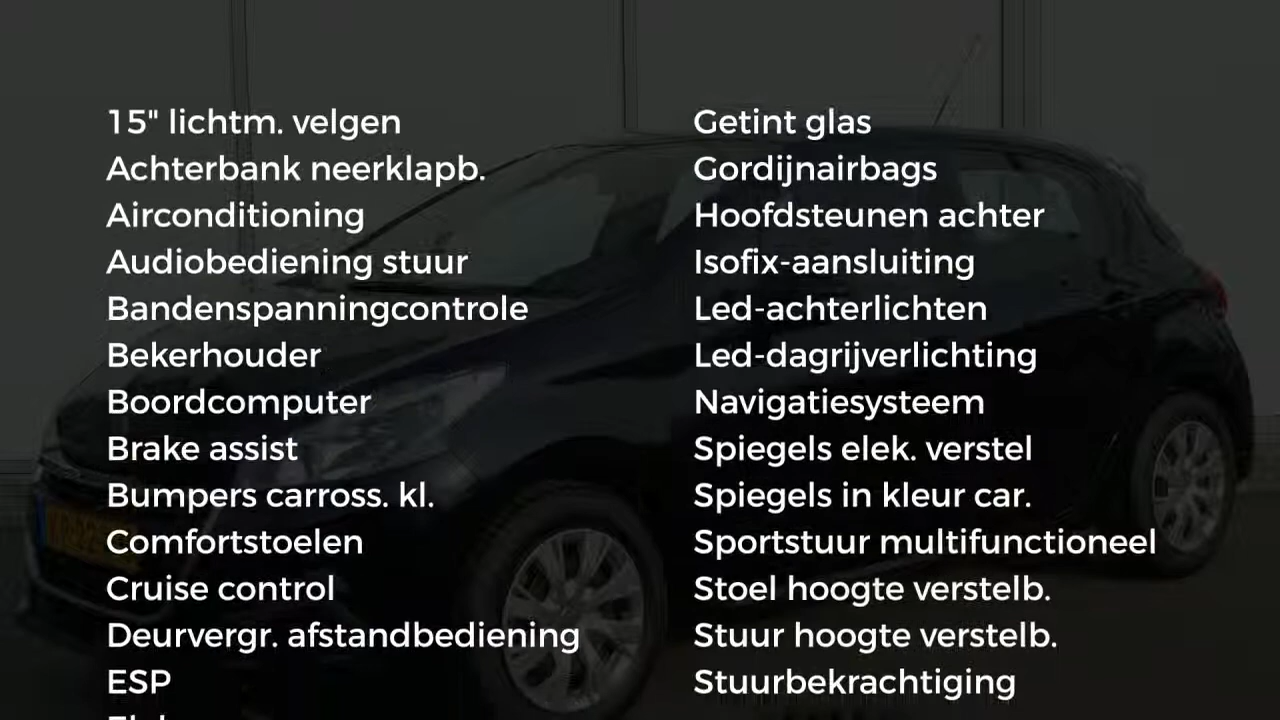 15" lichtm. velgen
Achterbank neerklapb.
Airconditioning
Audiobediening stuur
Bandenspanningcontrole
Bekerhouder
Boordcomputer
Brake assist
Bumpers carross. kl.
Comfortstoelen
Cruise control
Deurvergr. afstandbediening
ESP
Getint glas
Gordijnairbags
Hoofdsteunen achter
Isofix-aansluiting
Led-achterlichten
Led-dagrijverlichting
Navigatiesysteem
Spiegels elek. verstel
Spiegels in kleur car.
Sportstuur multifunctioneel
Stoel hoogte verstelb.
Stuur hoogte verstelb.
Stuurbekrachtiging